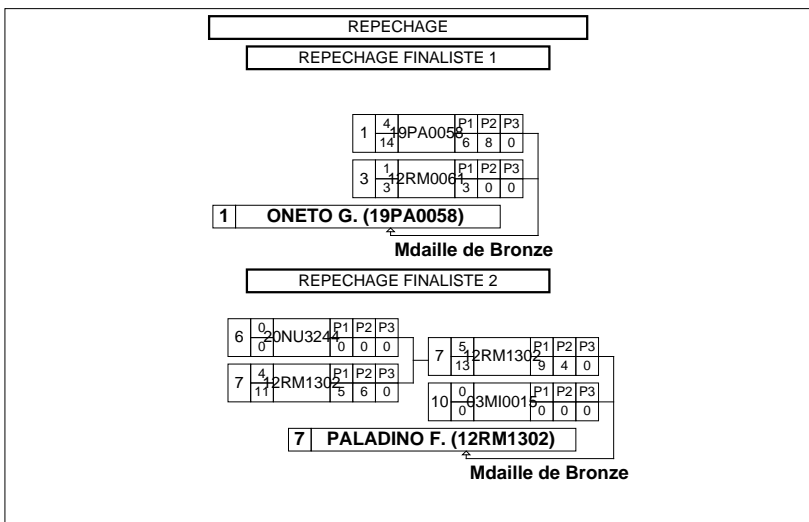 REPECHAGE
REPECHAGE FINALISTE 1
1 4 14 19PA0058 P1 P2 P3
6 8 0
3 1 3 12RM0061 P1 P2 P3
3 0 0
1 ONETO G. (19PA0058)
Mdaille de Bronze
REPECHAGE FINALISTE 2
6 0 0 20NU3244 P1 P2 P3
0 0 0
7 4 11 12RM1302 P1 P2 P3
5 6 0
7 5 13 12RM1302 P1 P2 P3
9 4 0
10 0 0 03MI0015 P1 P2 P3
0 0 0
7 PALADINO F. (12RM1302)
Mdaille de Bronze